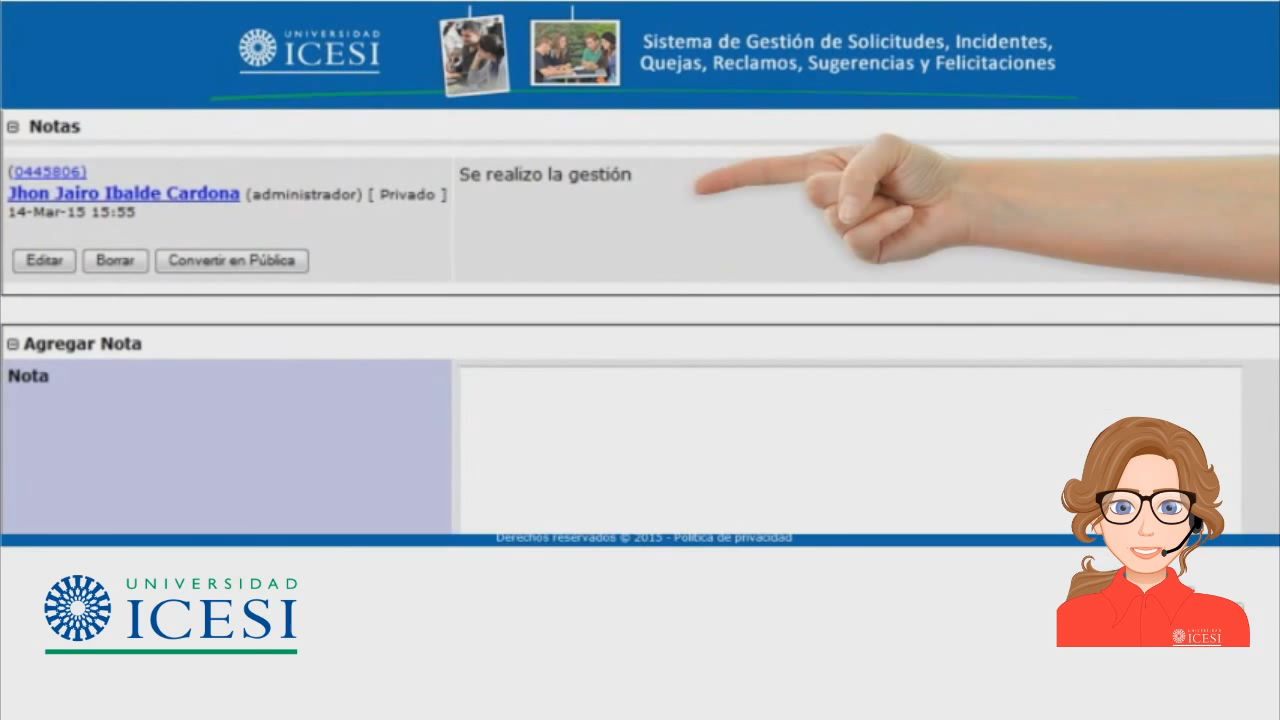 UNIVERSIDAD
ICESI
Sistema de Gestión de Solicitudes, Incidentes,
Quejas, Reclamos, Sugerencias y Felicitaciones
Notas
(0445806)
Jhon Jairo Ibalde Cardona (administrador) [ Privado ]
14-Mar-15 15:55
Se realizo la gestión
Editar Borrar Convertir en Pública
Agregar Nota
Nota
Derechos reservados © 2015 - Política de privacidad
UNIVERSIDAD
ICESI
UNIVERSIDAD
ICESI